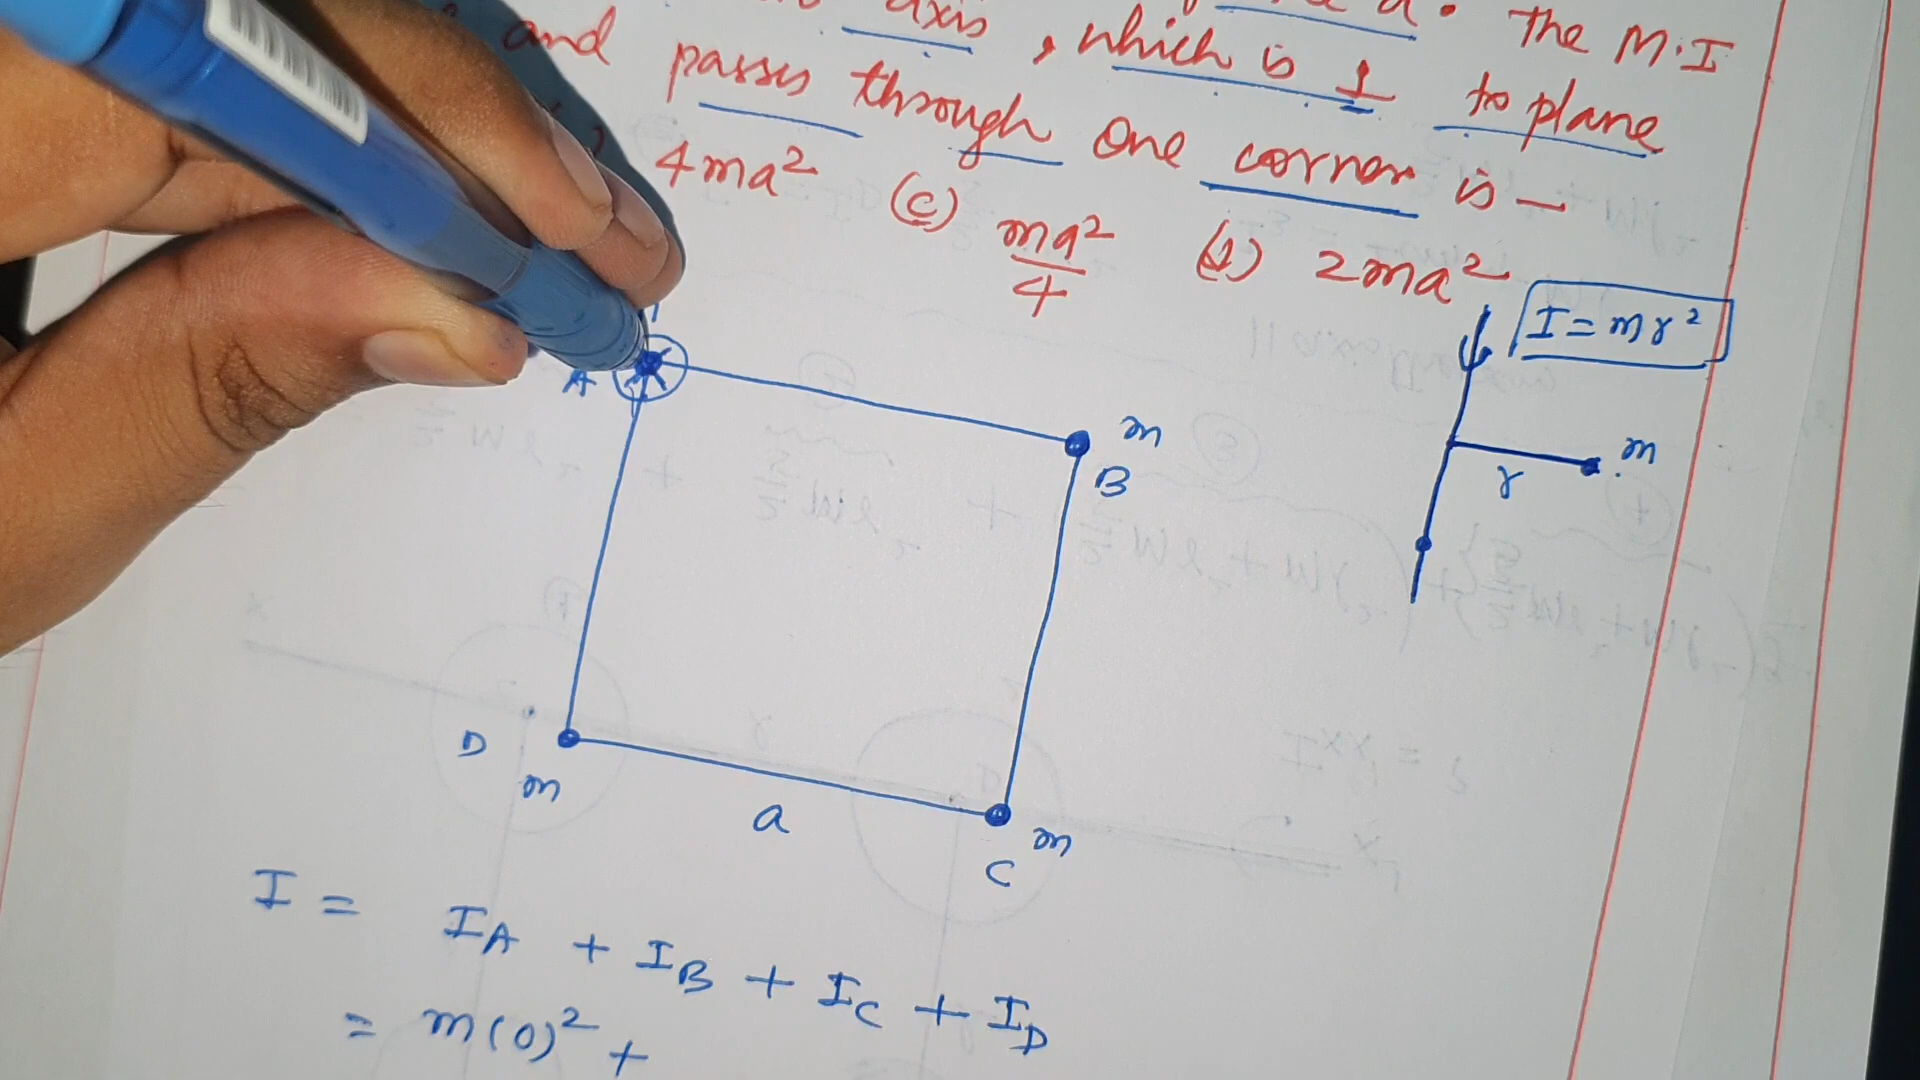 axis, which is ⊥ to plane
The M.I
and passes through one corner is —
4ma² (c) ma²/4 (d) 2ma²
I = mr²
A
m
B
m
r
D
m
a
m
C
I = I_A + I_B + I_C + I_D
= m(0)² +